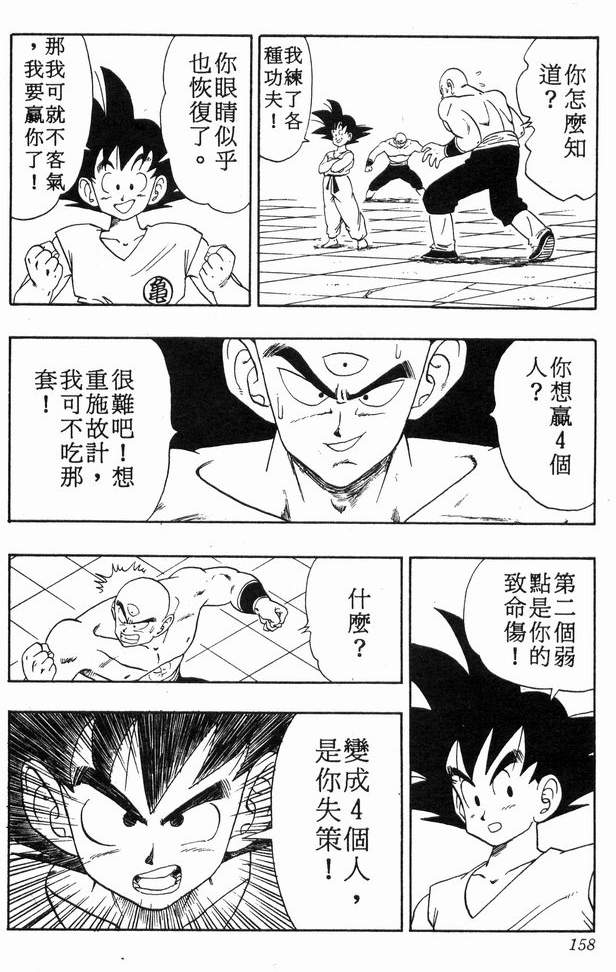 你怎麼知
道？
我練了各
種功夫！
你眼睛似乎
也恢復了。
那我可就不客氣
，我要贏你了！
龜
你想贏4個
人？
很難吧！想
重施故計，
我可不吃那
套！
第二個弱
點是你的
致命傷！
什麼？
變成4個人，
是你失策！
158